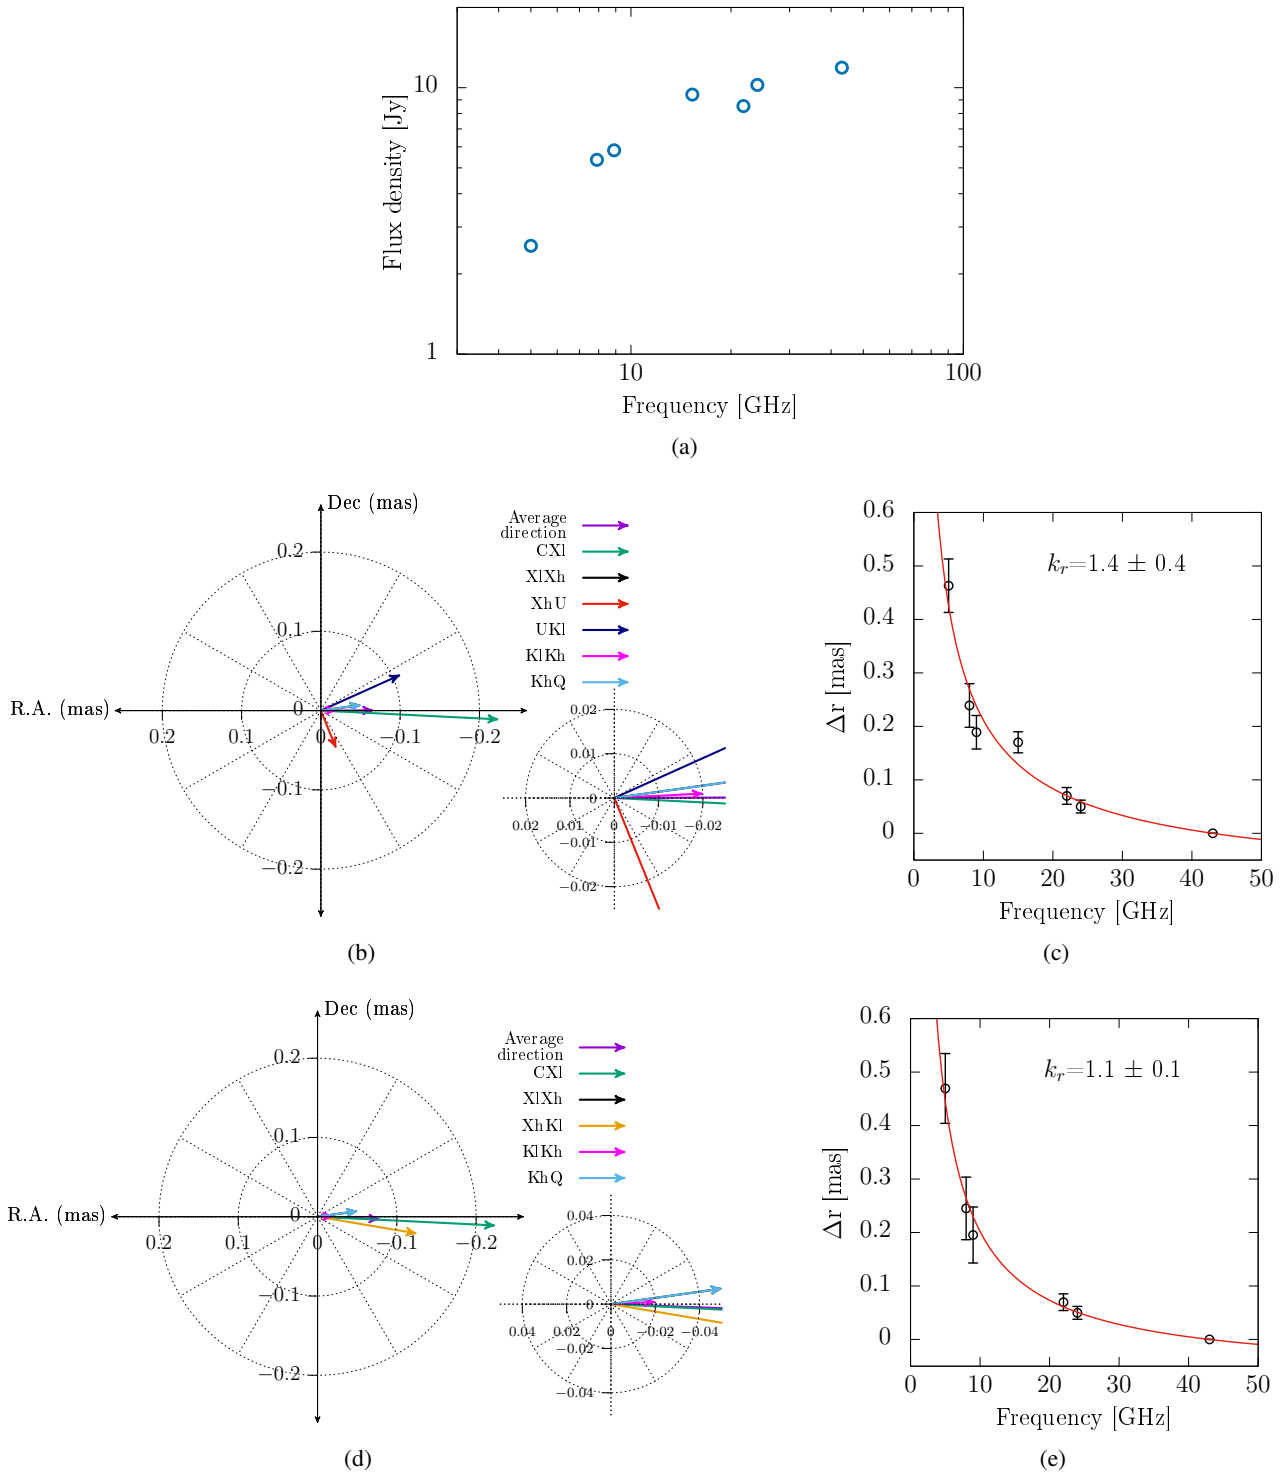 10
1
Flux density [Jy]
10
100
Frequency [GHz]
(a)
Dec (mas)
0.2
0.1
0
−0.1
−0.2
R.A. (mas)
0.2
0.1
0
−0.1
−0.2
Average
direction
CXl
XlXh
XhU
UKl
KlKh
KhQ
0.02
0.01
0
−0.01
−0.02
0.02
0.01
0
−0.01
−0.02
(b)
0.6
0.5
0.4
0.3
0.2
0.1
0
Δr [mas]
k_r=1.4 ± 0.4
0
10
20
30
40
50
Frequency [GHz]
(c)
Dec (mas)
0.2
0.1
0
−0.1
−0.2
R.A. (mas)
0.2
0.1
0
−0.1
−0.2
Average
direction
CXl
XlXh
XhKl
KlKh
KhQ
0.04
0.02
0
−0.02
−0.04
0.04
0.02
0
−0.02
−0.04
(d)
0.6
0.5
0.4
0.3
0.2
0.1
0
Δr [mas]
k_r=1.1 ± 0.1
0
10
20
30
40
50
Frequency [GHz]
(e)